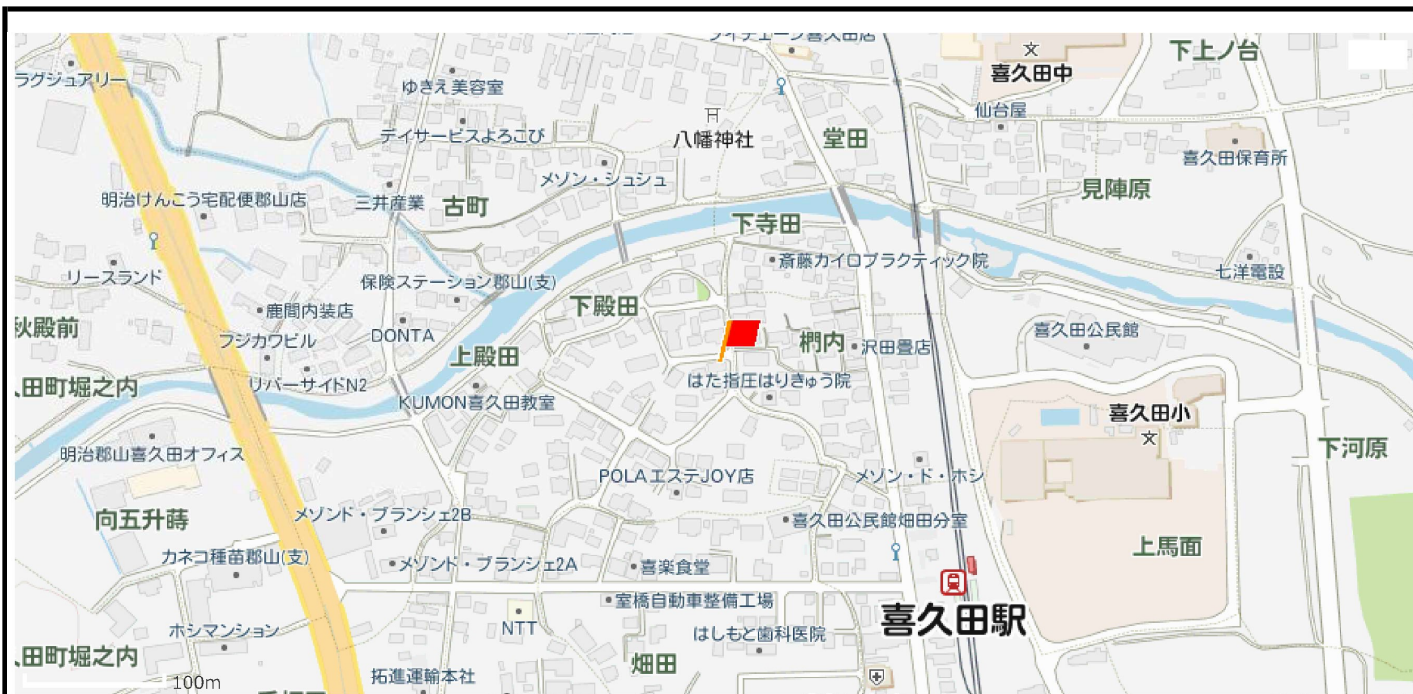 下上ノ台
喜久田中
ラグジュアリー
ゆきえ美容室
仙台屋
デイサービスよろこび
八幡神社
堂田
喜久田保育所
メゾン・シュシュ
見陣原
明治けんこう宅配便郡山店
三井産業
古町
下寺田
斎藤カイロプラクティック院
リースランド
保険ステーション郡山(支)
七洋電設
鹿間内装店
下殿田
秋殿前
フジカワビル
DONTA
椚内
沢田畳店
喜久田公民館
上殿田
リバーサイドN2
はた指圧はりきゅう院
田町堀之内
KUMON喜久田教室
喜久田小
明治郡山喜久田オフィス
下河原
POLAエステJOY店
メゾン・ド・ホシ
向五升蒔
メゾンド・ブランシェ2B
喜久田公民館畑田分室
カネコ種苗郡山(支)
メゾンド・ブランシェ2A
喜楽食堂
上馬面
室橋自動車整備工場
喜久田駅
ホシマンション
NTT
はしもと歯科医院
田町堀之内
畑田
拓進運輸本社
100m